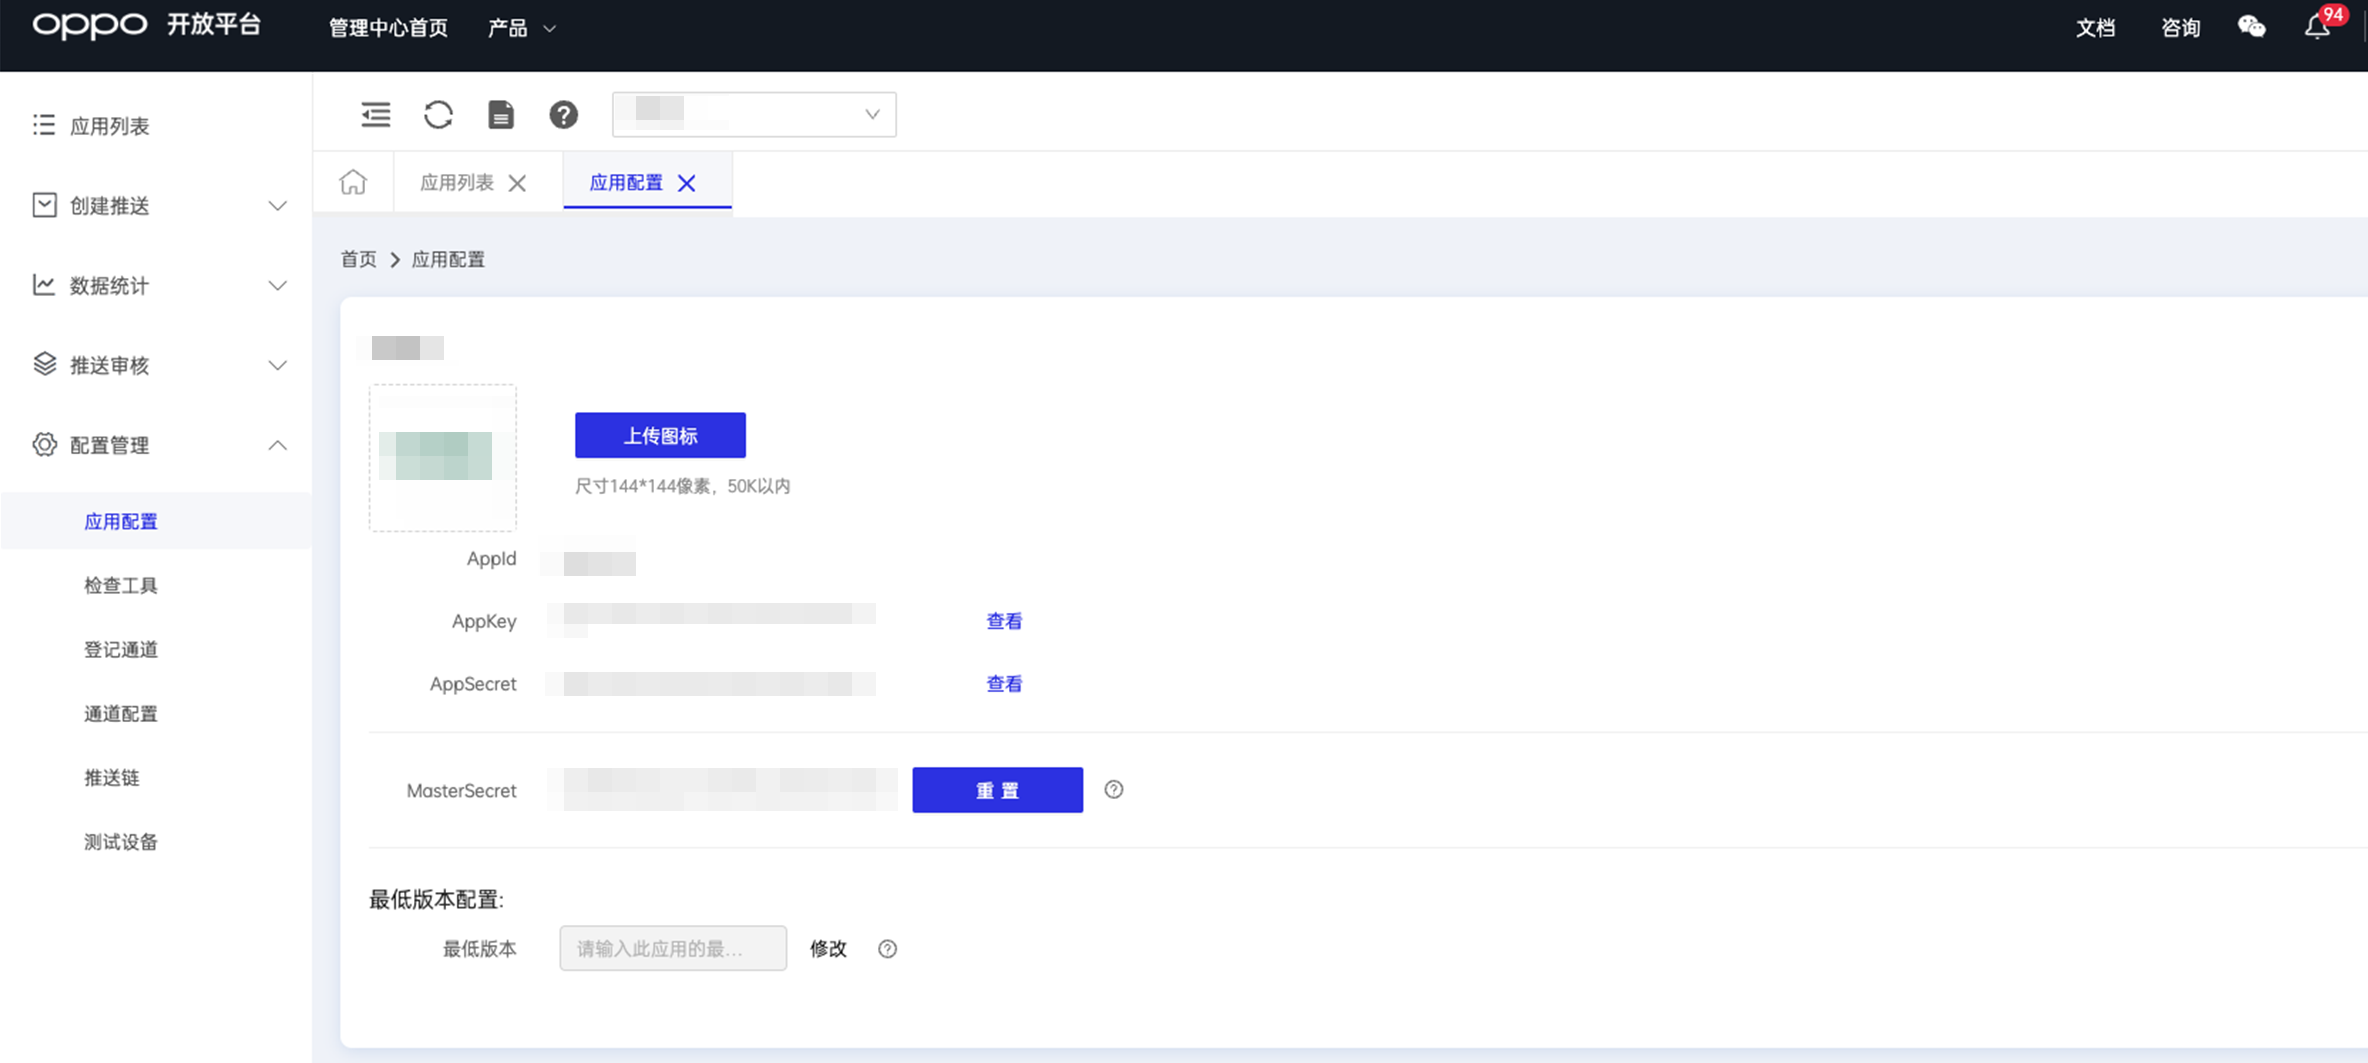 oppo 开放平台 管理中心首页 产品 文档 咨询 94
应用列表
创建推送
数据统计
推送审核
配置管理
应用配置
检查工具
登记通道
通道配置
推送链
测试设备
应用列表 应用配置
首页 > 应用配置
上传图标
尺寸144*144像素，50K以内
AppId
AppKey 查看
AppSecret 查看
MasterSecret 重置
最低版本配置:
最低版本 请输入此应用的最... 修改